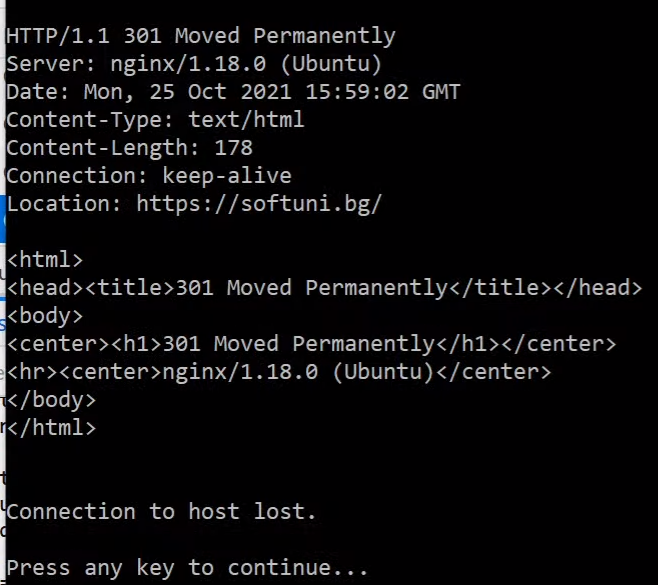 HTTP/1.1 301 Moved Permanently
Server: nginx/1.18.0 (Ubuntu)
Date: Mon, 25 Oct 2021 15:59:02 GMT
Content-Type: text/html
Content-Length: 178
Connection: keep-alive
Location: https://softuni.bg/

<html>
<head><title>301 Moved Permanently</title></head>
<body>
<center><h1>301 Moved Permanently</h1></center>
<hr><center>nginx/1.18.0 (Ubuntu)</center>
</body>
</html>

Connection to host lost.

Press any key to continue...